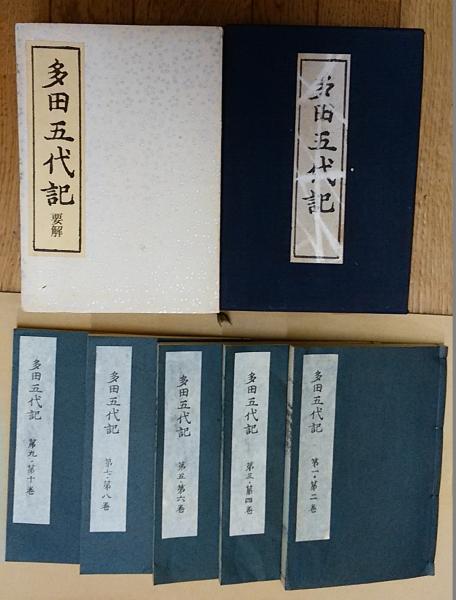 多田五代記
要解
多田五代記
多田五代記
第九・第十巻
多田五代記
第七・第八巻
多田五代記
第五・第六巻
多田五代記
第三・第四巻
多田五代記
第一・第二巻